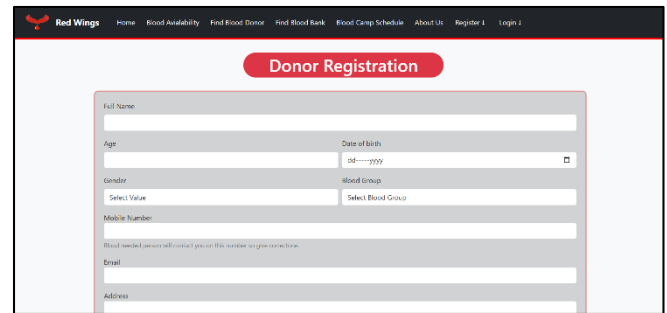 Red Wings Home Blood Avialability Find Blood Donor Find Blood Bank Blood Camp Schedule About Us Register⇩ Login⇩
Donor Registration
Full Name
Age Date of birth
dd-----yyyy
Gender Blood Group
Select Value Select Blood Group
Mobile Number
Blood needed person will contact you on this number so give correct one.
Email
Address